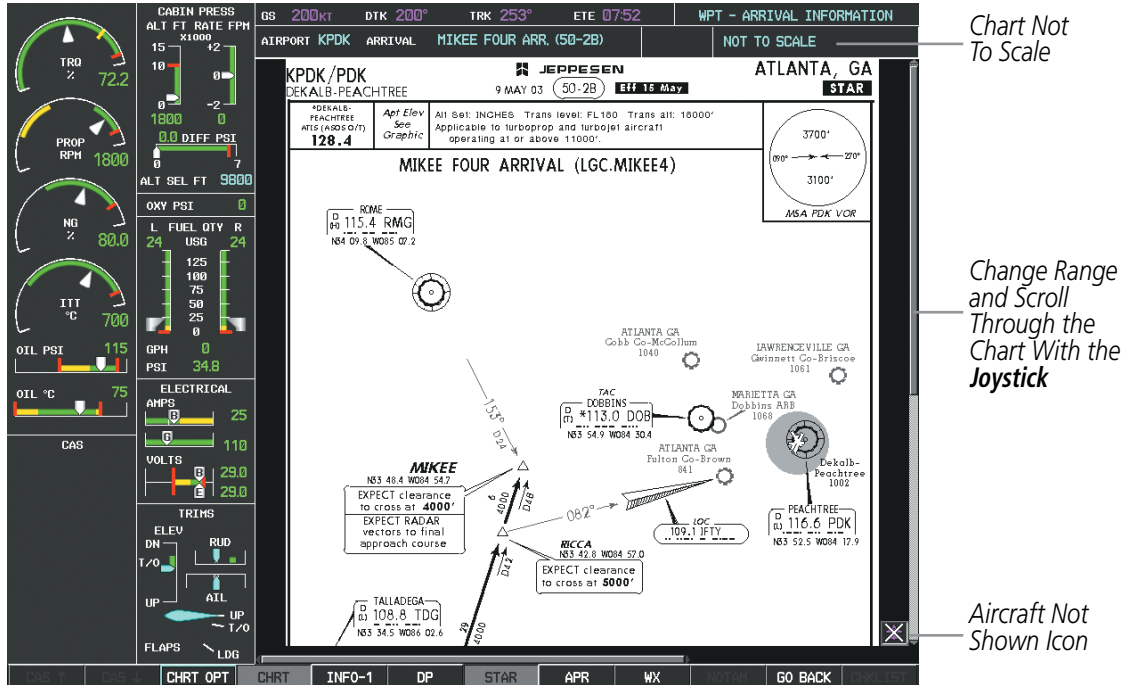 CABIN PRESS
ALT FT RATE FPM
X1000
15 +2
10
0
0 -2
1800 0
0.0 DIFF PSI
0 7
ALT SEL FT 9800
OXY PSI 0
L FUEL QTY R
24 USG 24
125
100
75
50
25
0
GPH 0
PSI 34.8
ELECTRICAL
AMPS
B 25
G 110
VOLTS
B 29.0
E 29.0
TRIMS
ELEV
DN RUD
T/O
UP AIL
UP
T/O
FLAPS LDG
TRQ
%
72.2
PROP
RPM 1800
NG
%
80.0
ITT
°C
700
OIL PSI 115
OIL °C 75
CAS
GS 200KT DTK 200° TRK 253° ETE 07:52 WPT - ARRIVAL INFORMATION
AIRPORT KPDK ARRIVAL MIKEE FOUR ARR. (50-2B) NOT TO SCALE
KPDK/PDK
DEKALB-PEACHTREE
JEPPESEN
9 MAY 03 50-2B Eff 15 May
ATLANTA, GA
STAR
*DEKALB-
PEACHTREE
ATIS (ASOS O/T)
128.4
Apt Elev
See
Graphic
Alt Set: INCHES Trans level: FL180 Trans alt: 18000'
Applicable to turboprop and turbojet aircraft
operating at or above 11000'.
MIKEE FOUR ARRIVAL (LGC.MIKEE4)
3700'
090° 270°
3100'
MSA PDK VOR
ROME
D
(H) 115.4 RMG
N34 09.8 W085 07.2
ATLANTA GA
Cobb Co-McCollum
1040
LAWRENCEVILLE GA
Gwinnett Co-Briscoe
1061
TAC
DOBBINS
*113.0 DOB
N33 54.9 W084 30.4
MARIETTA GA
Dobbins ARB
1068
153°
D24
ATLANTA GA
Fulton Co-Brown
841
Dekalb-
Peachtree
1002
MIKEE
N33 48.4 W084 54.7
EXPECT clearance
to cross at 4000'
EXPECT RADAR
vectors to final
approach course
6
4000
D48
082°
LOC
109.1 IFTY
PEACHTREE
D
(L) 116.6 PDK
N33 52.5 W084 17.9
RICCA
N33 42.8 W084 57.0
EXPECT clearance
to cross at 5000'
D42
TALLADEGA
D
(L) 108.8 TDG
N33 34.5 W086 02.6
29
4000
CAS ↑ CAS ↓ CHRT OPT CHRT INFO-1 DP STAR APR WX NOTAM GO BACK CHKLIST
Chart Not
To Scale
Change Range
and Scroll
Through the
Chart With the
Joystick
Aircraft Not
Shown Icon